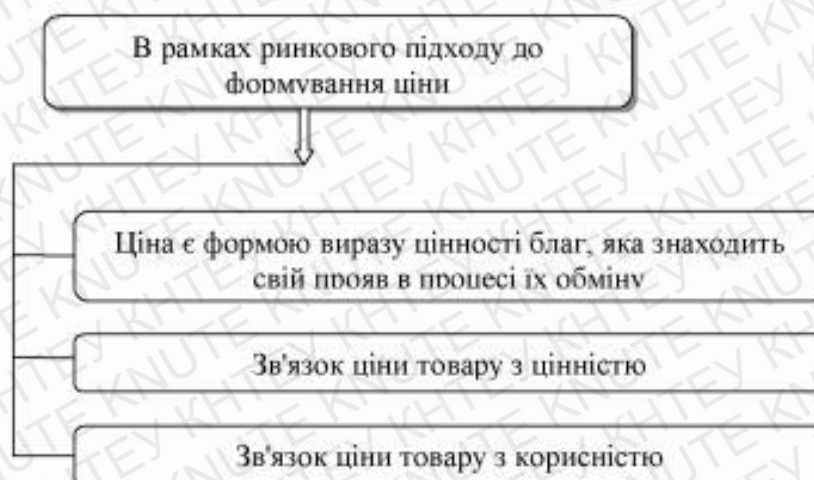 В рамках ринкового підходу до
формування ціни
Ціна є формою виразу цінності благ, яка знаходить
свій прояв в процесі їх обміну
Зв'язок ціни товару з цінністю
Зв'язок ціни товару з корисністю